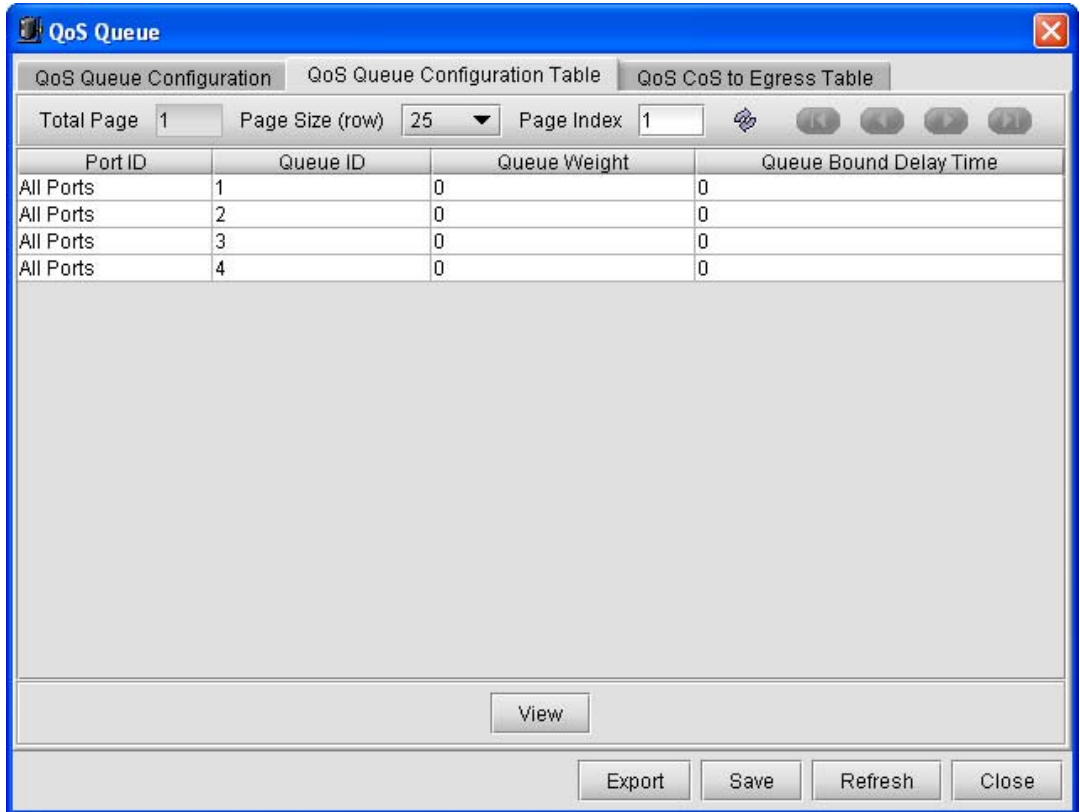 QoS Queue
QoS Queue Configuration QoS Queue Configuration Table QoS CoS to Egress Table
Total Page 1 Page Size (row) 25 Page Index 1
Port ID Queue ID Queue Weight Queue Bound Delay Time
All Ports 1 0 0
All Ports 2 0 0
All Ports 3 0 0
All Ports 4 0 0
View
Export Save Refresh Close